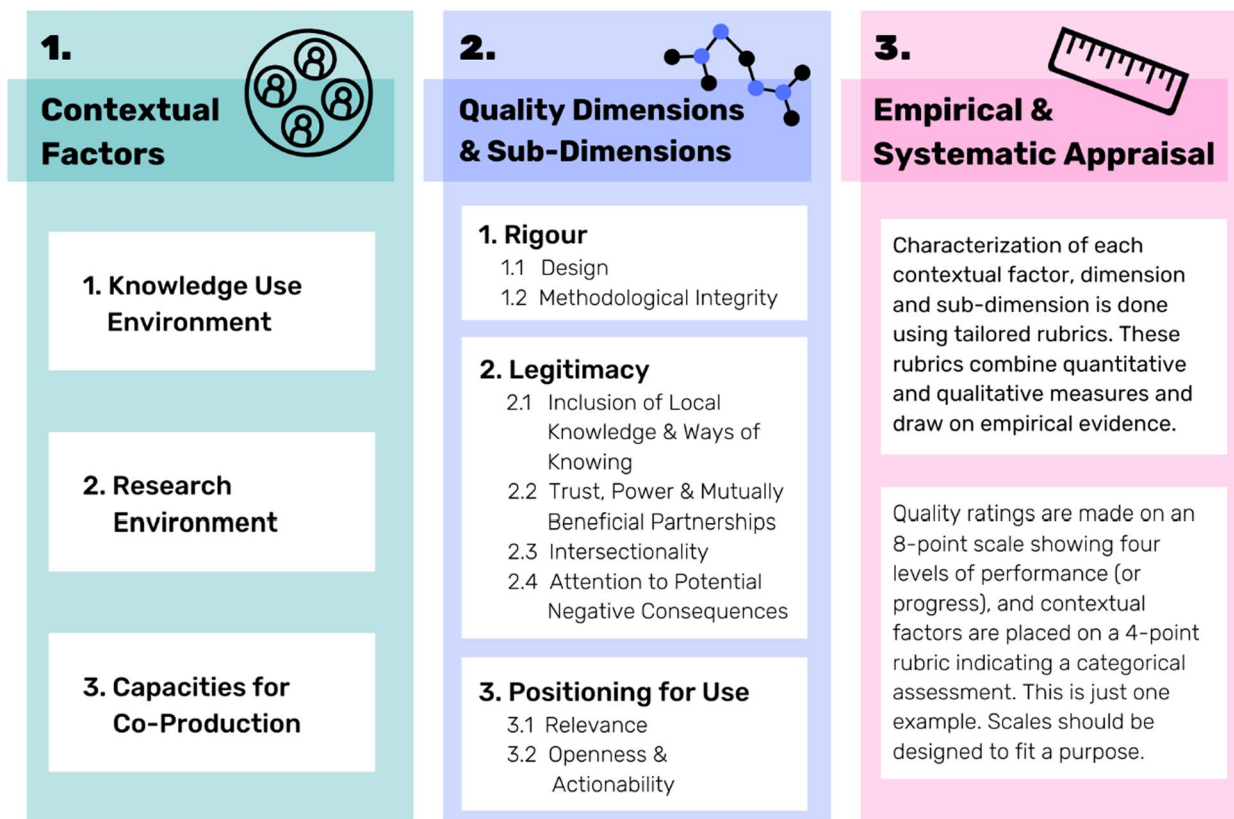 1.
Contextual
Factors
1. Knowledge Use
Environment
2. Research
Environment
3. Capacities for
Co-Production
2.
Quality Dimensions
& Sub-Dimensions
1. Rigour
1.1 Design
1.2 Methodological Integrity
2. Legitimacy
2.1 Inclusion of Local
Knowledge & Ways of
Knowing
2.2 Trust, Power & Mutually
Beneficial Partnerships
2.3 Intersectionality
2.4 Attention to Potential
Negative Consequences
3. Positioning for Use
3.1 Relevance
3.2 Openness &
Actionability
3.
Empirical &
Systematic Appraisal
Characterization of each
contextual factor, dimension
and sub-dimension is done
using tailored rubrics. These
rubrics combine quantitative
and qualitative measures and
draw on empirical evidence.
Quality ratings are made on an
8-point scale showing four
levels of performance (or
progress), and contextual
factors are placed on a 4-point
rubric indicating a categorical
assessment. This is just one
example. Scales should be
designed to fit a purpose.